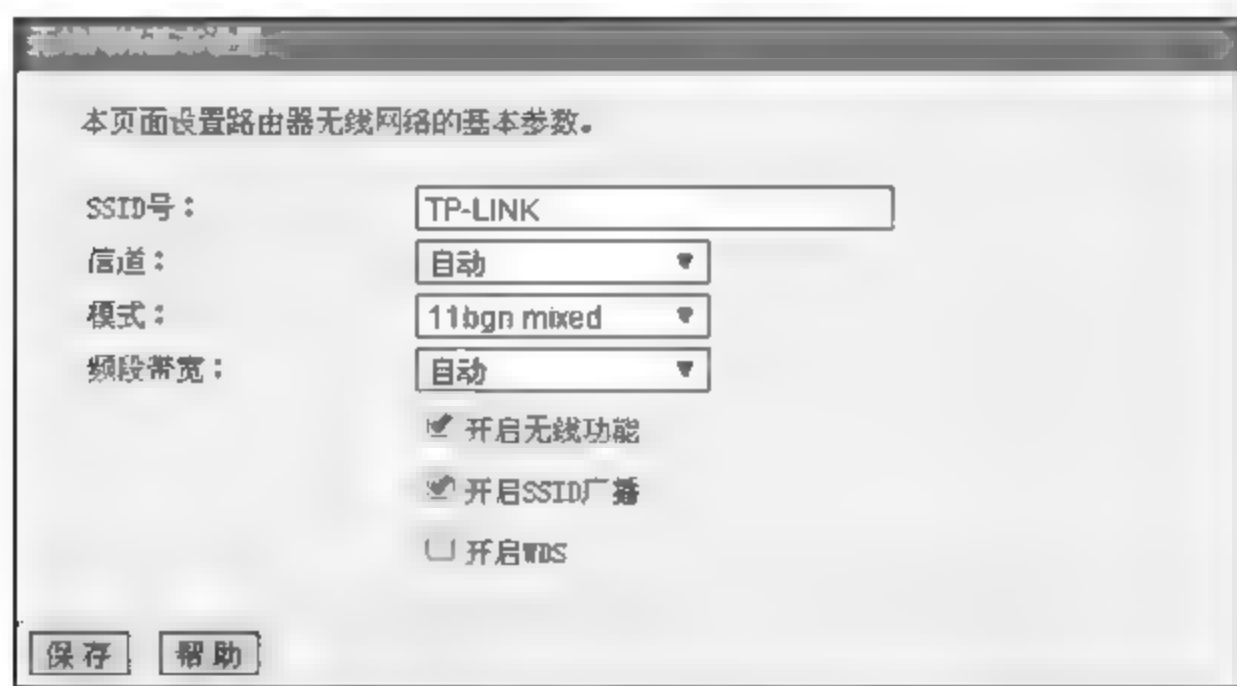 本页面设置路由器无线网络的基本参数。
SSID号： TP-LINK
信道： 自动
模式： 11bgn mixed
频段带宽： 自动
开启无线功能
开启SSID广播
开启WDS
保存 帮助